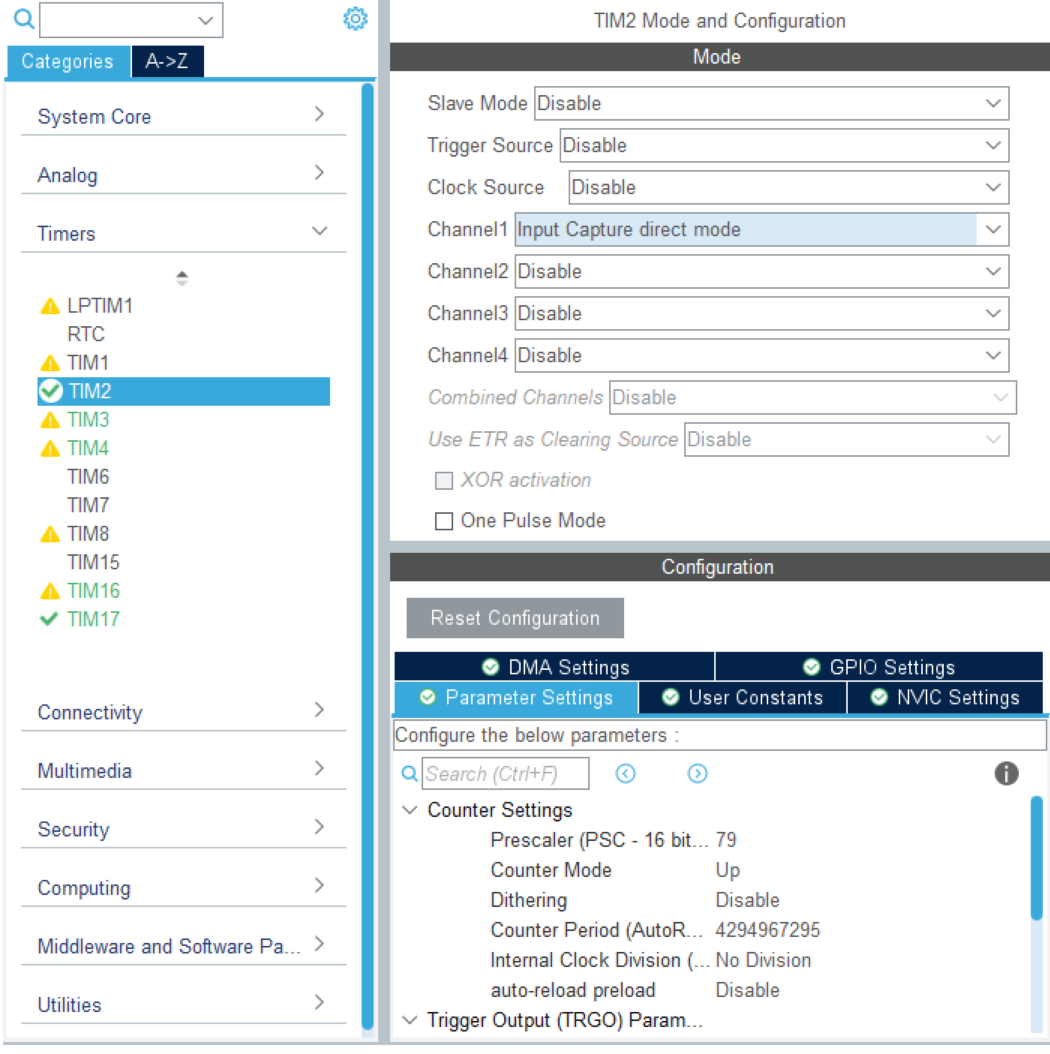 Categories
A->Z
System Core
Analog
Timers
LPTIM1
RTC
TIM1
TIM2
TIM3
TIM4
TIM6
TIM7
TIM8
TIM15
TIM16
TIM17
Connectivity
Multimedia
Security
Computing
Middleware and Software Pa...
Utilities
TIM2 Mode and Configuration
Mode
Slave Mode Disable
Trigger Source Disable
Clock Source Disable
Channel1 Input Capture direct mode
Channel2 Disable
Channel3 Disable
Channel4 Disable
Combined Channels Disable
Use ETR as Clearing Source Disable
XOR activation
One Pulse Mode
Configuration
Reset Configuration
DMA Settings GPIO Settings
Parameter Settings User Constants NVIC Settings
Configure the below parameters :
Search (Ctrl+F)
Counter Settings
Prescaler (PSC - 16 bit... 79
Counter Mode Up
Dithering Disable
Counter Period (AutoR... 4294967295
Internal Clock Division (... No Division
auto-reload preload Disable
Trigger Output (TRGO) Param...